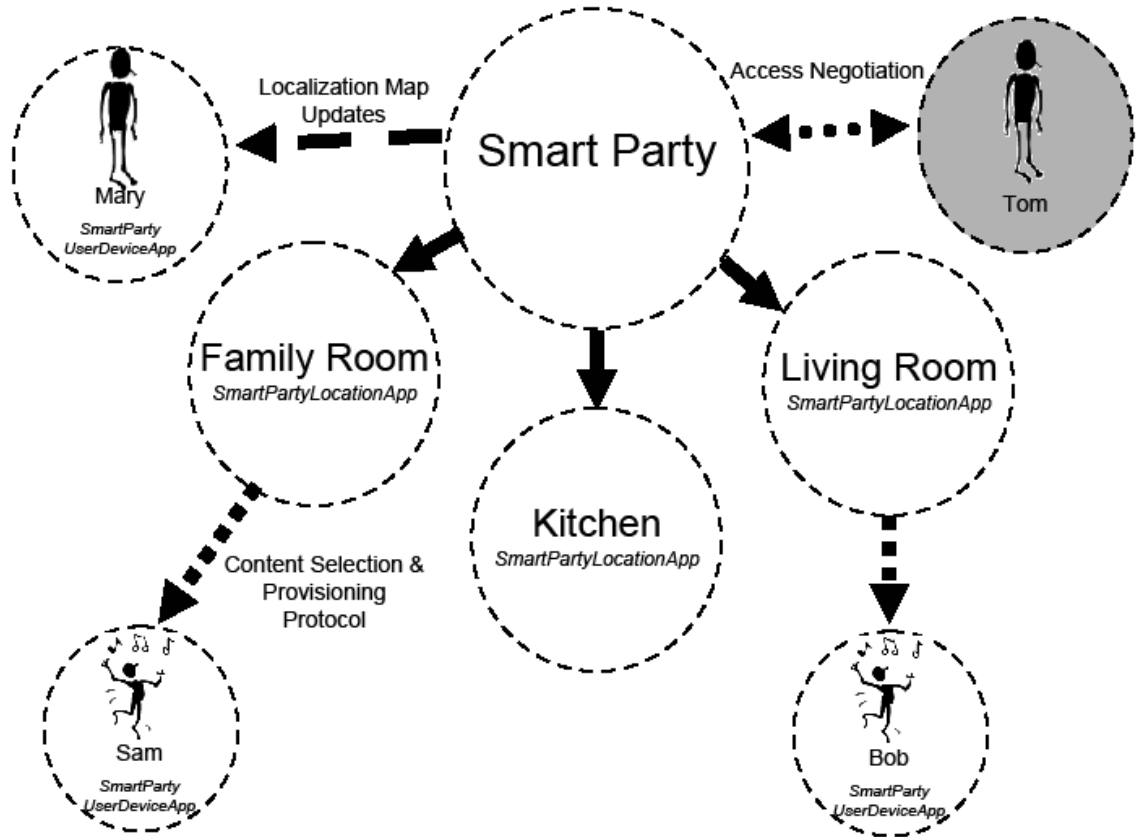 Localization Map
Updates
Smart Party
Access Negotiation
Mary
SmartParty
UserDeviceApp
Tom
Family Room
SmartPartyLocationApp
Living Room
SmartPartyLocationApp
Kitchen
SmartPartyLocationApp
Content Selection &
Provisioning
Protocol
Sam
SmartParty
UserDeviceApp
Bob
SmartParty
UserDeviceApp